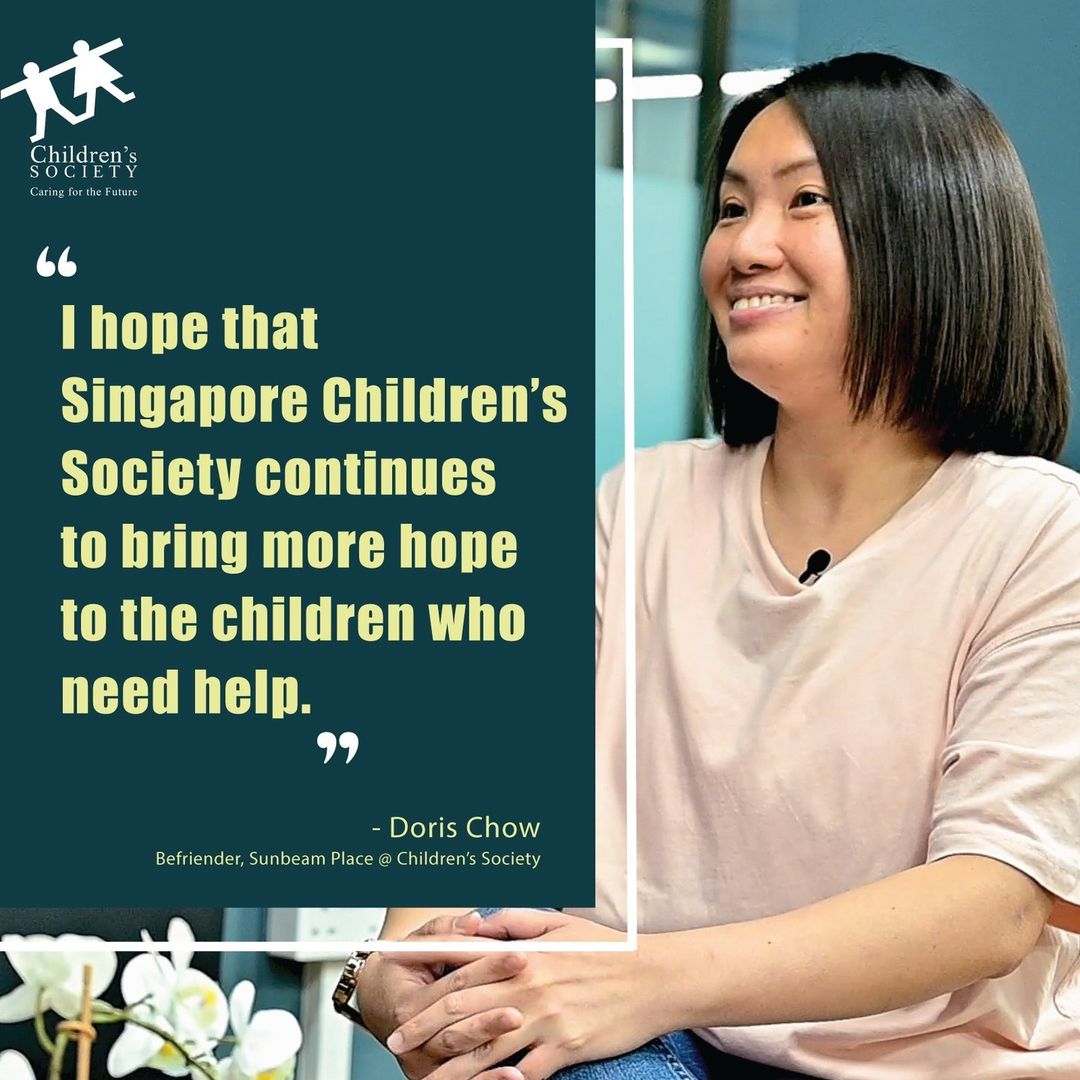 Children's
SOCIETY
Caring for the Future
“
I hope that
Singapore Children’s
Society continues
to bring more hope
to the children who
need help.
”
- Doris Chow
Befriender, Sunbeam Place @ Children’s Society